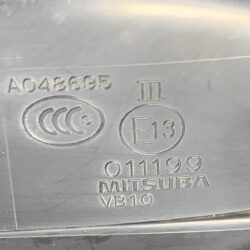 A048695 III
CCC E13
011199
MITSUBA
VB10